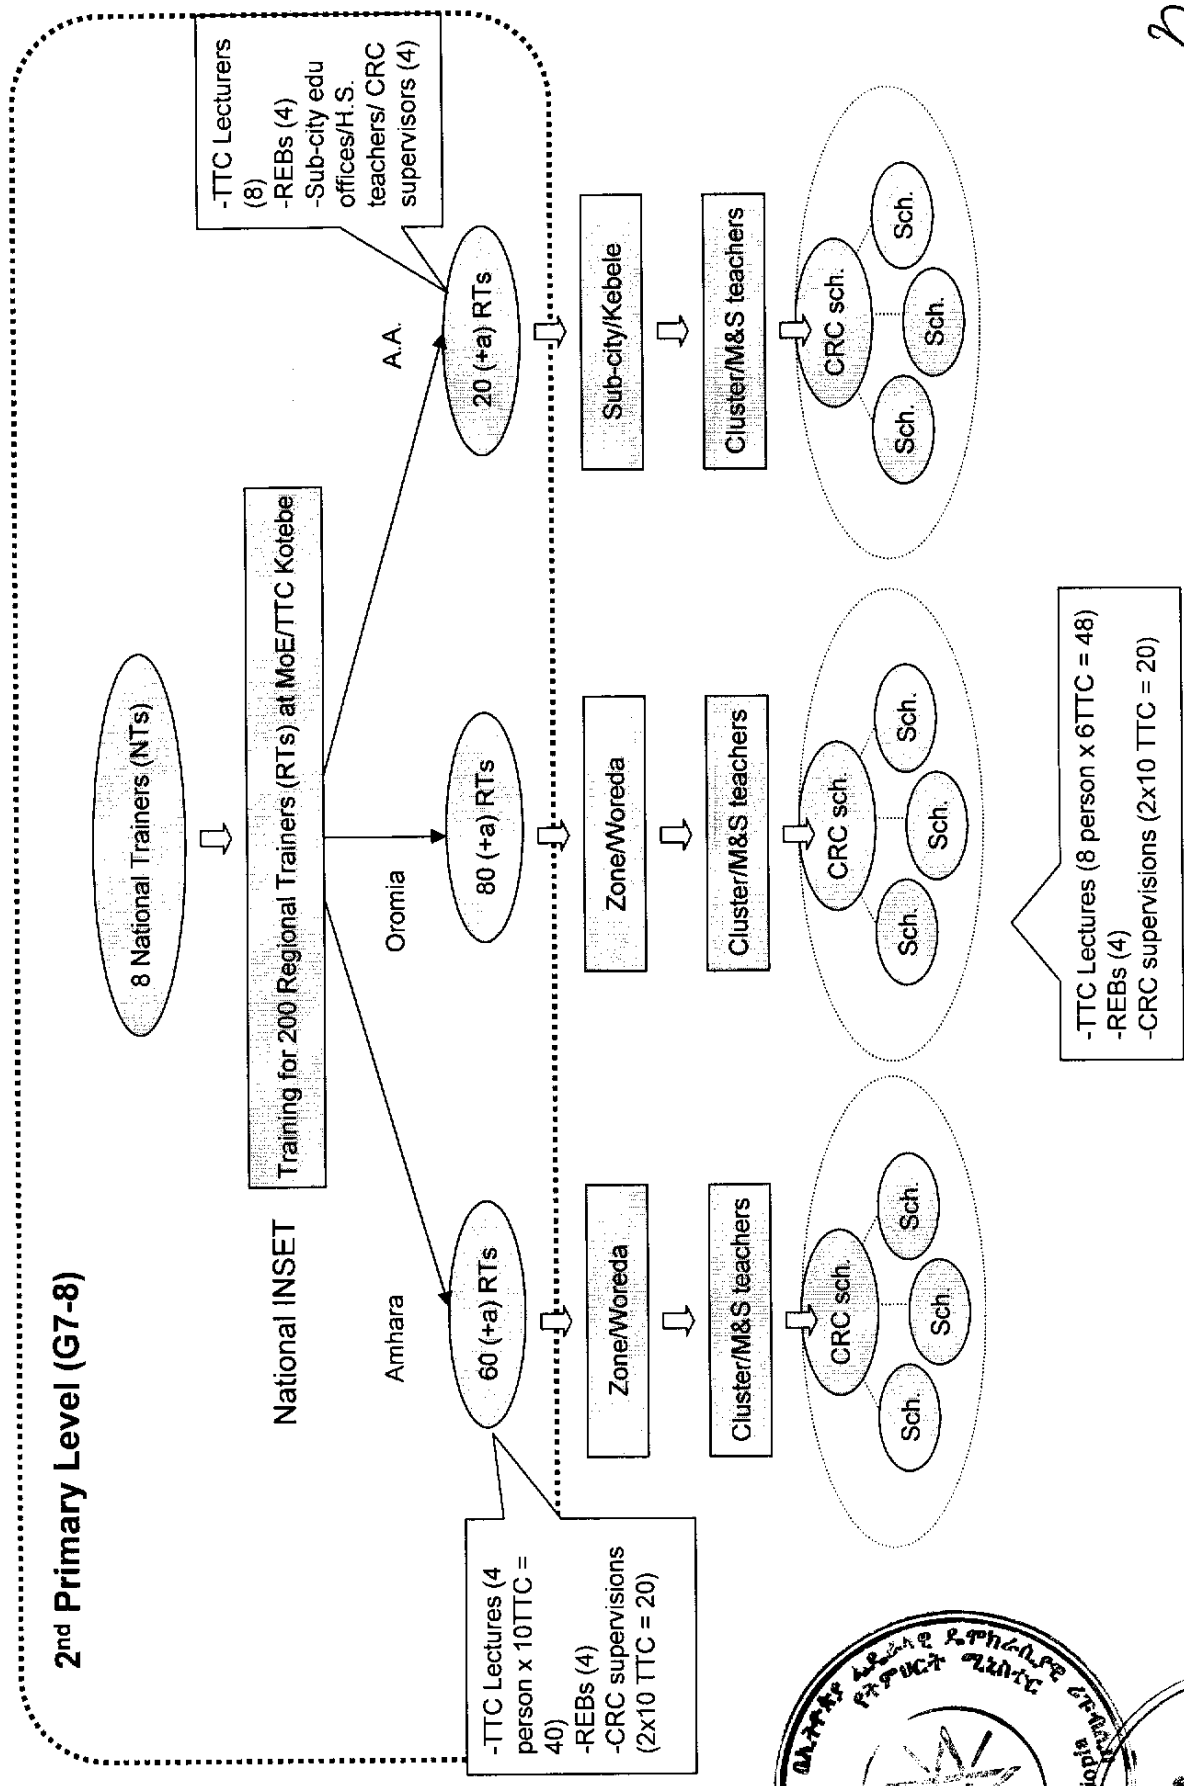 2nd Primary Level (G7-8)
8 National Trainers (NTs)
National INSET
Training for 200 Regional Trainers (RTs) at MoE/TTC Kotebe
Amhara
Oromia
A.A.
-TTC Lecturers
(8)
-REBs (4)
-Sub-city edu
offices/H.S.
teachers/ CRC
supervisors (4)
60 (+a) RTs
80 (+a) RTs
20 (+a) RTs
-TTC Lectures (4
person x 10TTC =
40)
-REBs (4)
-CRC supervisions
(2x10 TTC = 20)
Zone/Woreda
Zone/Woreda
Sub-city/Kebele
Cluster/M&S teachers
Cluster/M&S teachers
Cluster/M&S teachers
CRC sch.
Sch.
Sch.
Sch.
CRC sch.
Sch.
Sch.
Sch.
CRC sch.
Sch.
Sch.
Sch.
-TTC Lectures (8 person x 6TTC = 48)
-REBs (4)
-CRC supervisions (2x10 TTC = 20)
ፌዴራላዊ ዴሞክራሲያዊ ሪፑብሊክ
የትምህርት ሚኒስቴር